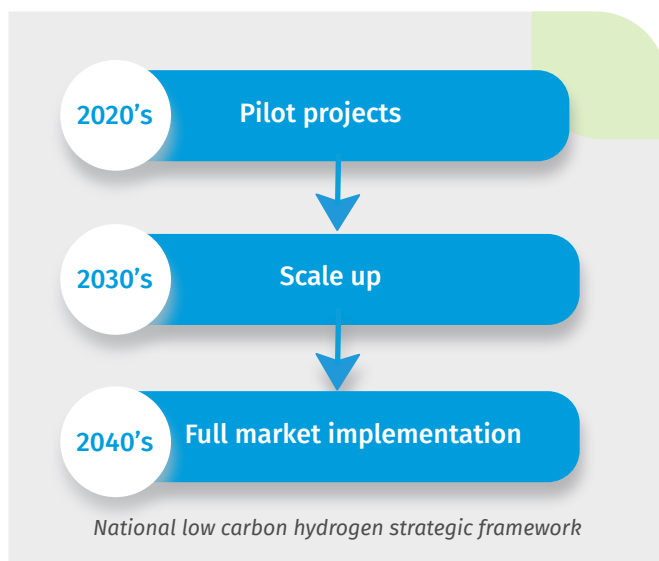 2020's
Pilot projects
2030's
Scale up
2040's
Full market implementation
National low carbon hydrogen strategic framework